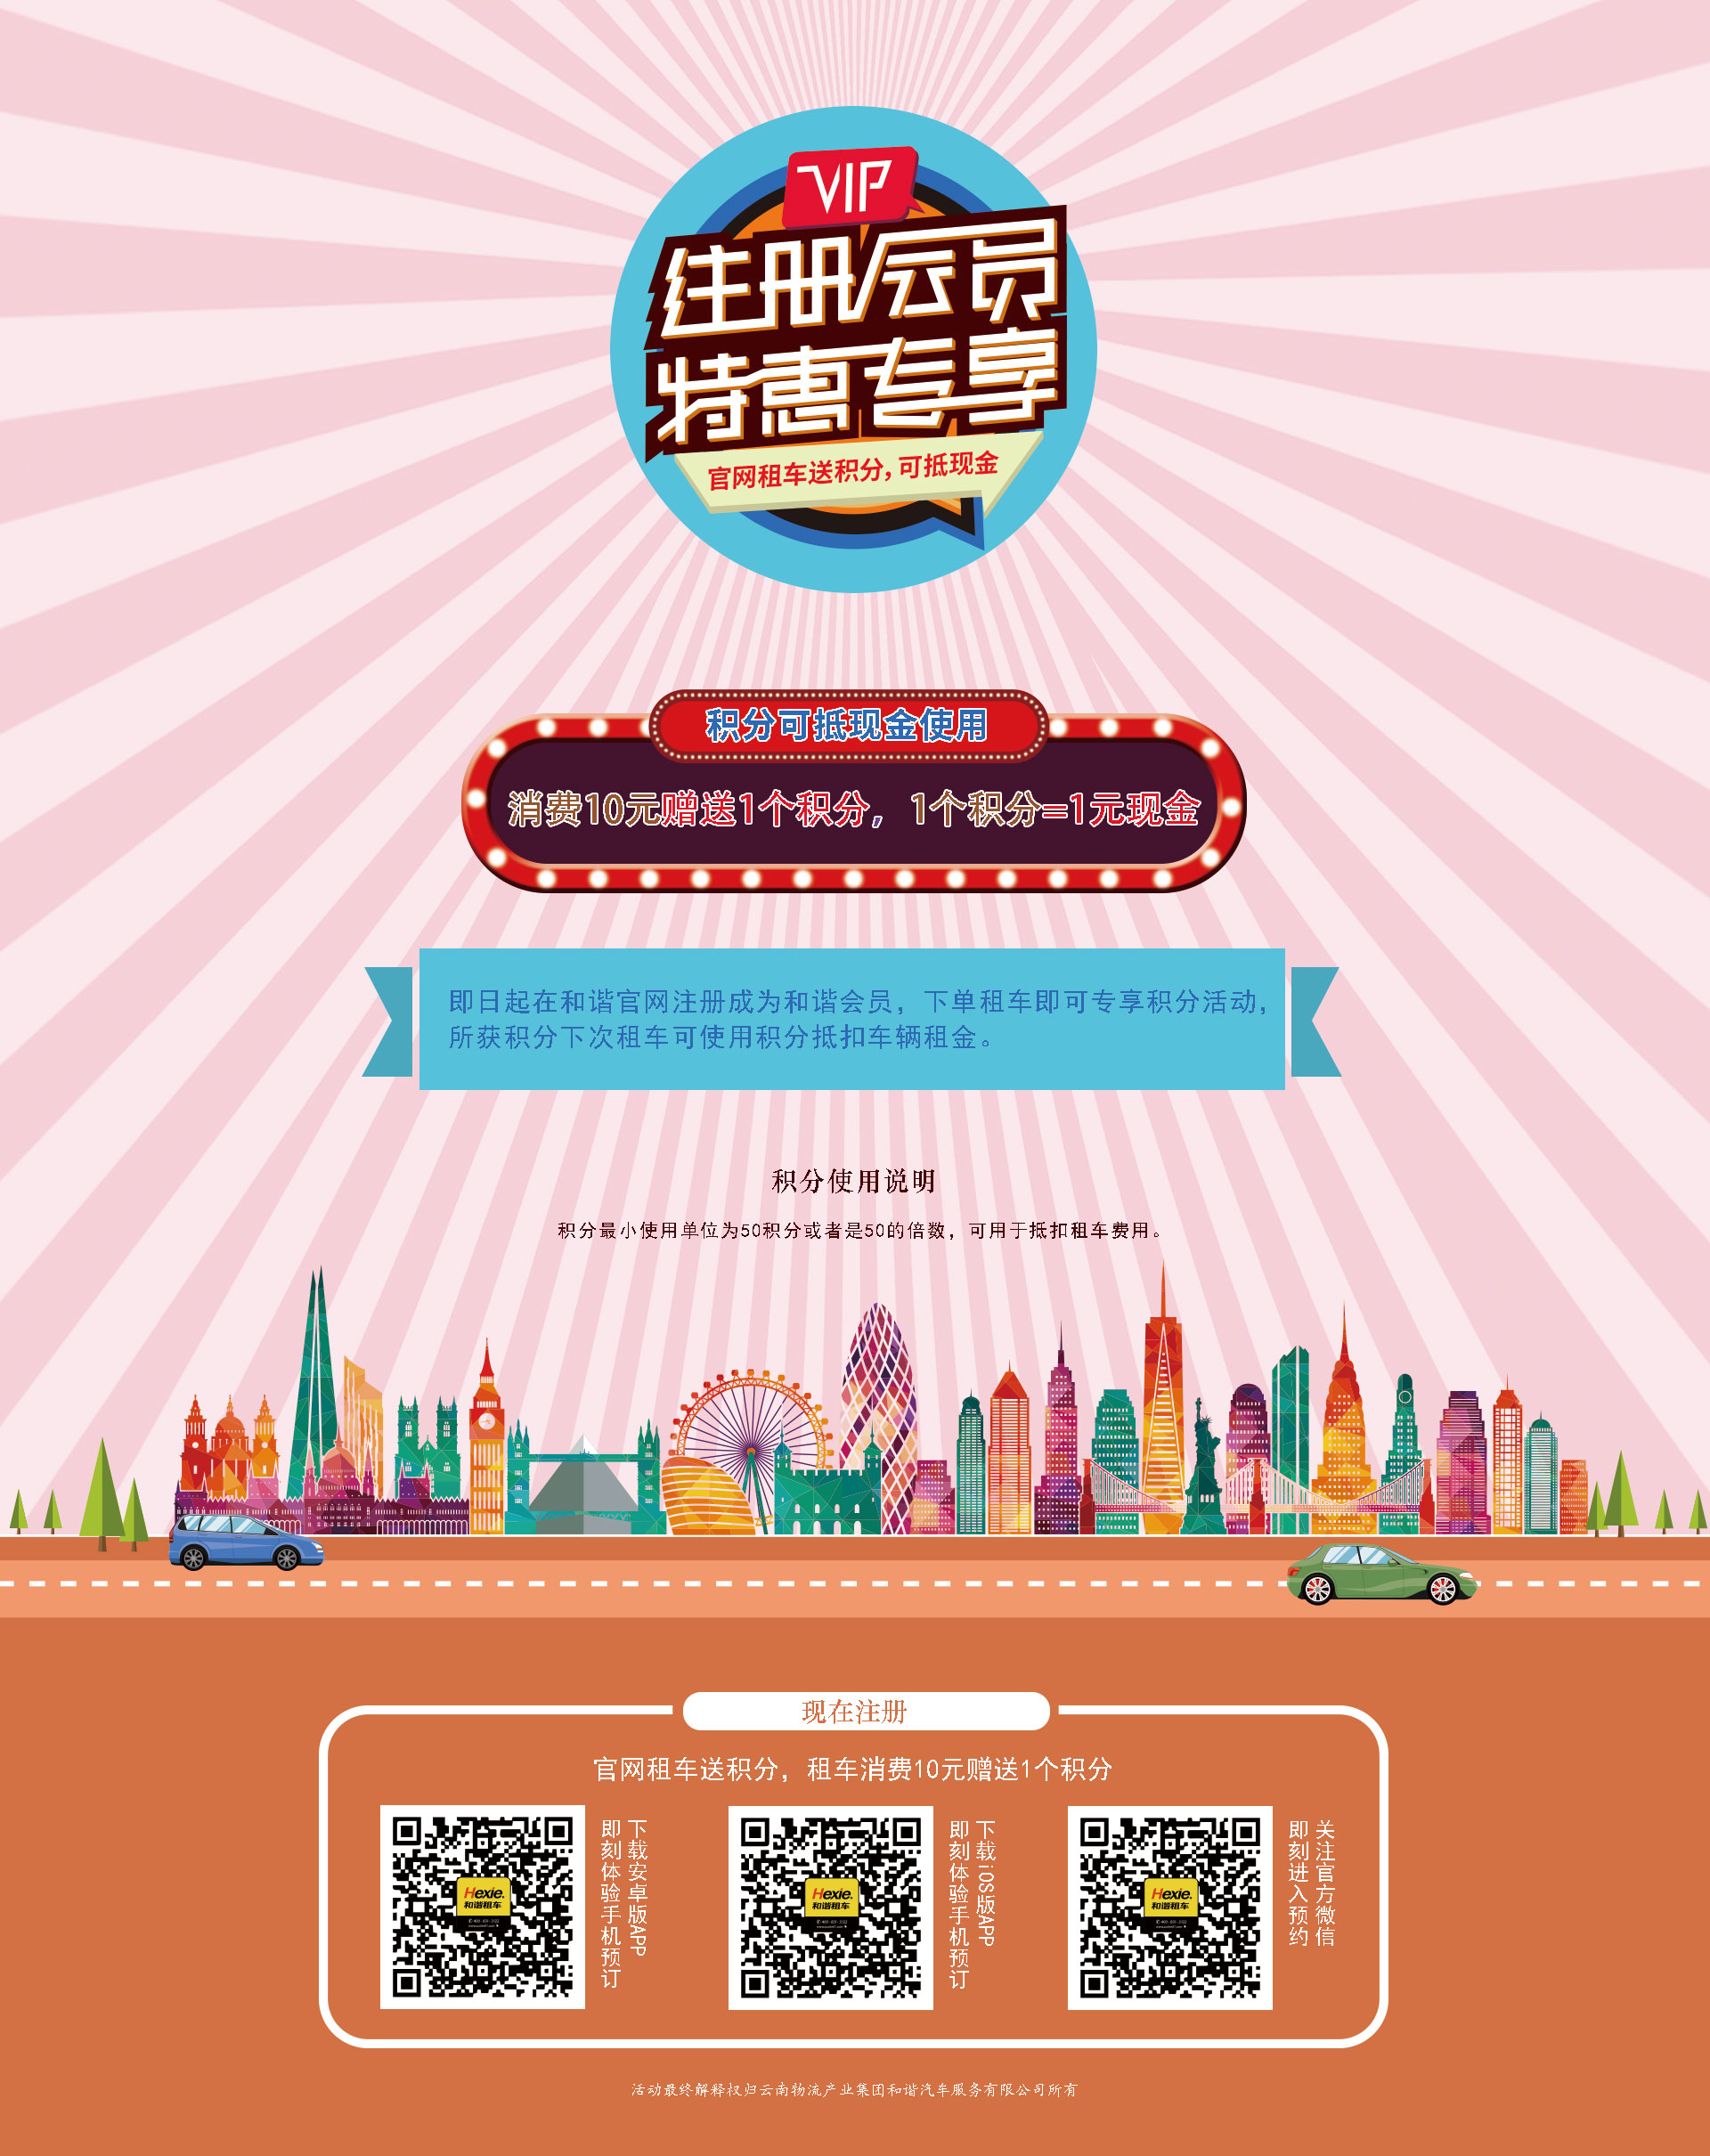 VIP
注册会员
特惠专享
官网租车送积分,可抵现金
积分可抵现金使用
消费10元赠送1个积分，1个积分=1元现金
即日起在和谐官网注册成为和谐会员，下单租车即可专享积分活动，
所获积分下次租车可使用积分抵扣车辆租金。
积分使用说明
积分最小使用单位为50积分或者是50的倍数，可用于抵扣租车费用。
现在注册
官网租车送积分，租车消费10元赠送1个积分
Hexie.
和谐租车
下载安卓版APP
即刻体验手机预订
Hexie.
和谐租车
下载iOS版APP
即刻体验手机预订
Hexie.
和谐租车
关注官方微信
即刻进入预约
活动最终解释权归云南物流产业集团和谐汽车服务有限公司所有